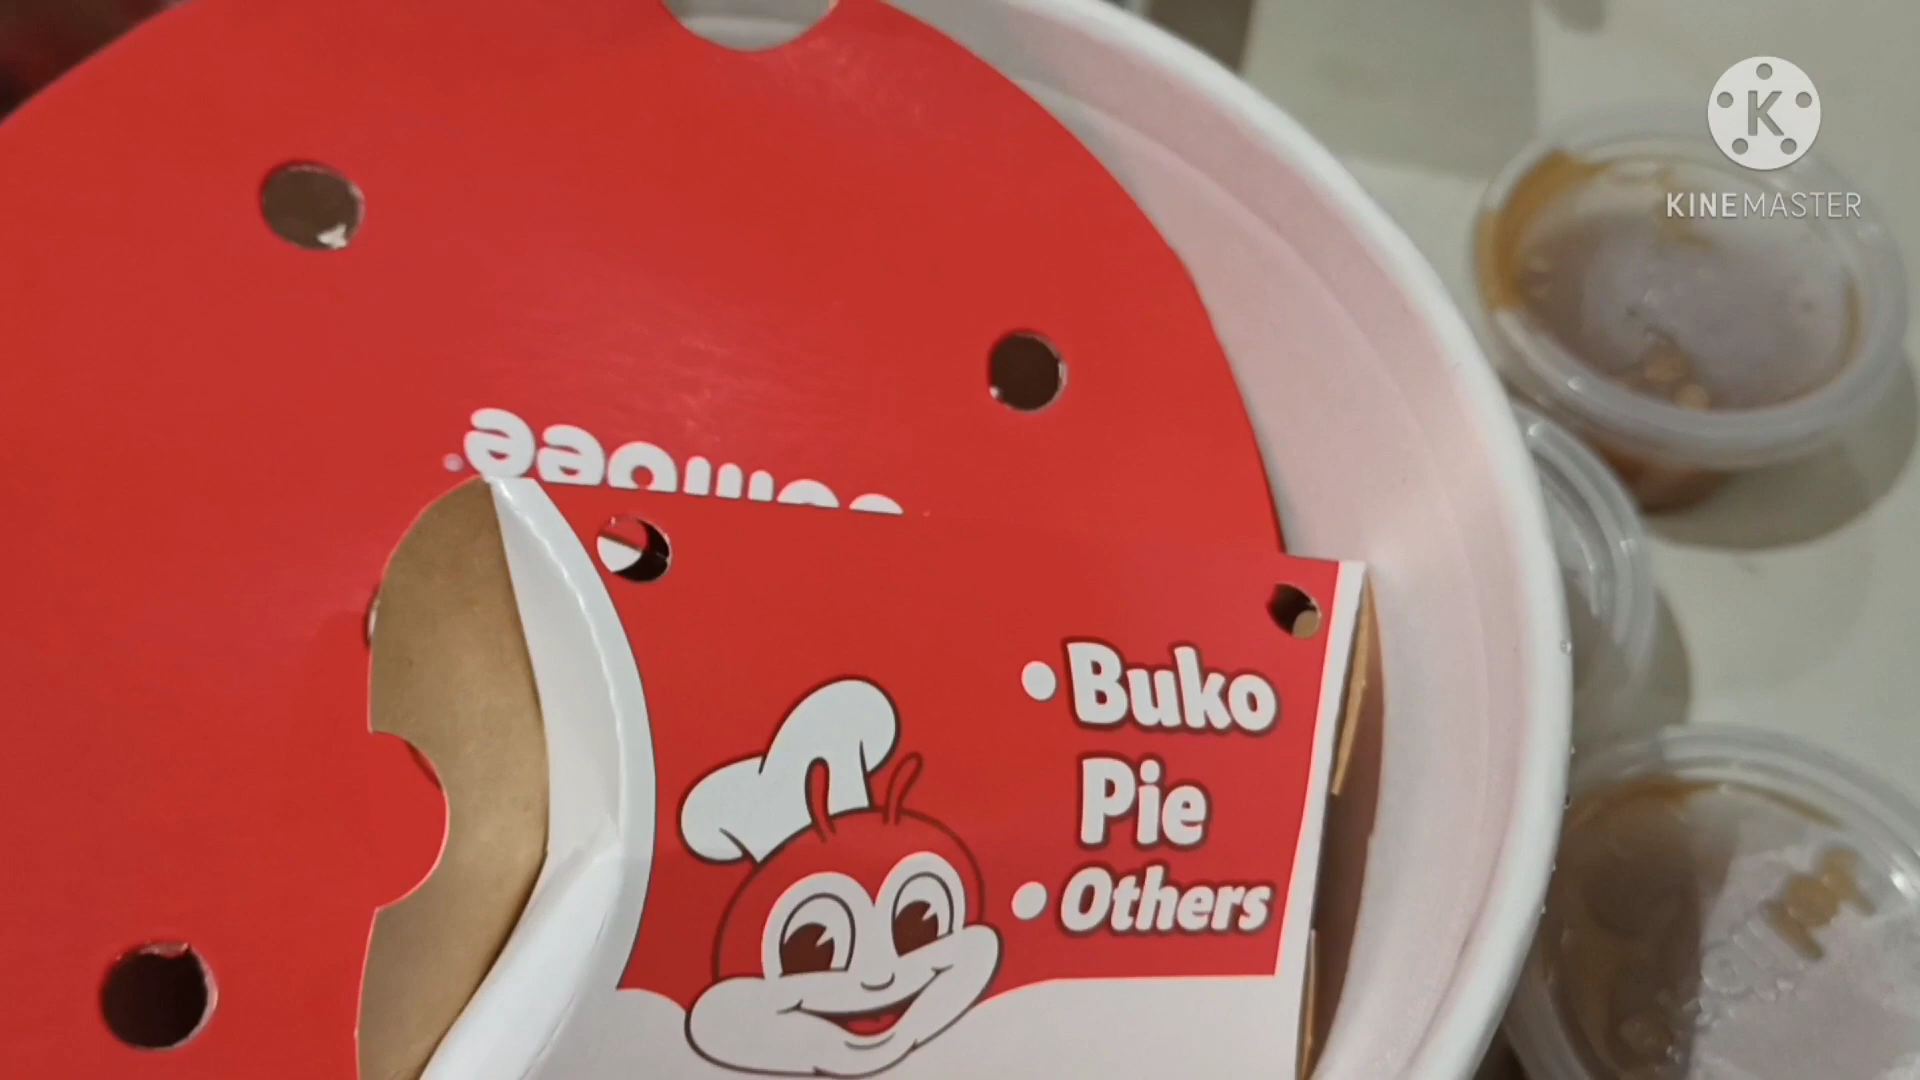 K
KINEMASTER
• Buko
Pie
• Others